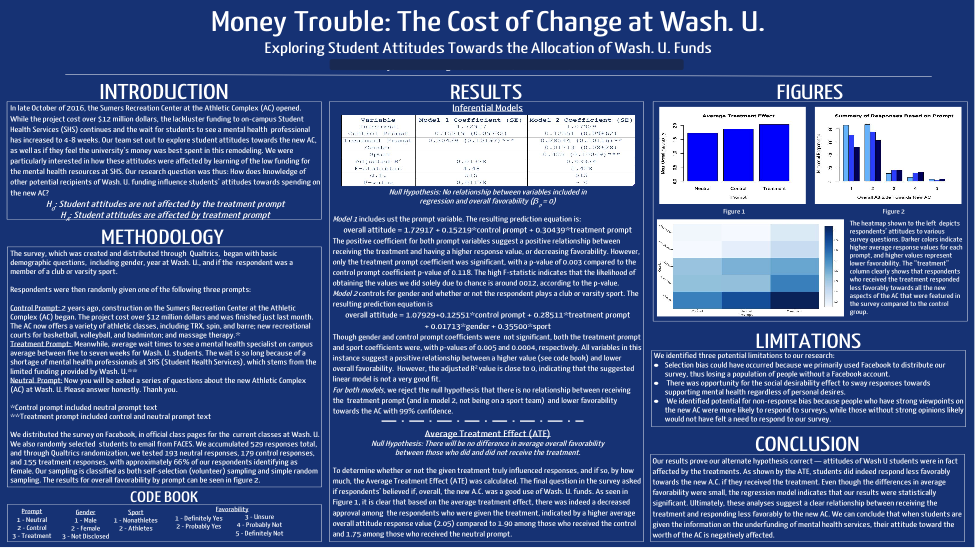 Money Trouble: The Cost of Change at Wash. U.
Exploring Student Attitudes Towards the Allocation of Wash. U. Funds
INTRODUCTION
In late October of 2016, the Sumers Recreation Center at the Athletic Complex (AC) opened.
While the project cost over $12 million dollars, the lackluster funding to on-campus Student
Health Services (SHS) continues and the wait for students to see a mental health professional
has increased to 4-8 weeks. Our team set out to explore student attitudes towards the new AC,
as well as if they feel the university's money was best spent in this remodeling. We were
particularly interested in how these attitudes were affected by learning of the low funding for
the mental health resources at SHS. Our research question was thus: How does knowledge of
other potential recipients of Wash. U. funding influence students' attitudes towards spending on
the new AC?
: Student attitudes are not affected by the treatment prompt
: Student attitudes are affected by the treatment prompt
METHODOLOGY
The survey, which was created and distributed through Qualtrics, began with basic
demographic questions, including gender, year at Wash. U., and if the respondent was a
member of a club or varsity sport.
Respondents were then randomly given one of the following three prompts:
Control Prompt: 2 years ago, construction on the Sumers Recreation Center at the Athletic
Complex (AC) began. The project cost over $12 million dollars and was finished just last month.
The AC now offers a variety of athletic classes, including TRX, spin, and barre; new recreational
courts for basketball, volleyball, and badminton; and massage therapy.*
Treatment Prompt: Meanwhile, average wait times to see a mental health specialist on campus
average between five to seven weeks for Wash. U. students. The wait is so long because of a
shortage of mental health professionals at SHS (Student Health Services), which stems from the
limited funding provided by Wash. U.**
Neutral Prompt: Now you will be asked a series of questions about the new Athletic Complex
(AC) at Wash. U. Please answer honestly. Thank you.
*Control prompt included neutral prompt text
**Treatment prompt included control and neutral prompt text
We distributed the survey on Facebook, in official class pages for the current classes at Wash. U.
We also randomly selected students to email from FACES. We accumulated 529 responses total,
and through Qualtrics randomization, we tested 193 neutral responses, 179 control responses,
and 155 treatment responses, with approximately 66% of our respondents identifying as
female. Our sampling is classified as both self-selection (volunteer) sampling and simple random
sampling. The results for overall favorability by prompt can be seen in figure 2.
CODE BOOK
Prompt
1 - Neutral
2 - Control
3 - Treatment
Gender
1 - Male
2 - Female
3 - Not Disclosed
Sport
1 - Nonathletes
2 - Athletes
Favorability
1 - Definitely Yes
2 - Probably Yes
3 - Unsure
4 - Probably Not
5 - Definitely Not
RESULTS
Inferential Models
Variable Model 1 Coefficient (SE) Model 2 Coefficient (SE)
Null Hypothesis: No relationship between variables included in
regression and overall favorability (β = 0)
Model 1 includes ust the prompt variable. The resulting prediction equation is:
overall attitude = 1.72917 + 0.15219*control prompt + 0.30439*treatment prompt
The positive coefficient for both prompt variables suggest a positive relationship between
receiving the treatment and having a higher response value, or decreasing favorability. However,
only the treatment prompt coefficient was significant, with a p-value of 0.003 compared to the
control prompt coefficient p-value of 0.118. The high F-statistic indicates that the likelihood of
obtaining the values we did solely due to chance is around 0012, according to the p-value.
Model 2 controls for gender and whether or not the respondent plays a club or varsity sport. The
resulting prediction equation is
overall attitude = 1.07929+0.12551*control prompt + 0.28511*treatment prompt
+ 0.01713*gender + 0.35500*sport
Though gender and control prompt coefficients were not significant, both the treatment prompt
and sport coefficients were, with p-values of 0.005 and 0.0004, respectively. All variables in this
instance suggest a positive relationship between a higher value (see code book) and lower
overall favorability. However, the adjusted R² value is close to 0, indicating that the suggested
linear model is not a very good fit.
For both models, we reject the null hypothesis that there is no relationship between receiving
the treatment prompt (and in model 2, not being on a sport team) and lower favorability
towards the AC with 99% confidence.
Average Treatment Effect (ATE)
Null Hypothesis: There will be no difference in average overall favorability
between those who did and did not receive the treatment.
To determine whether or not the given treatment truly influenced responses, and if so, by how
much, the Average Treatment Effect (ATE) was calculated. The final question in the survey asked
if respondents' believed if, overall, the new A.C. was a good use of Wash. U. funds. As seen in
Figure 1, it is clear that based on the average treatment effect, there was indeed a decreased
approval among the respondents who were given the treatment, indicated by a higher average
overall attitude response value (2.05) compared to 1.90 among those who received the control
and 1.75 among those who received the neutral prompt.
FIGURES
Average Treatment Effect
Neutral Control Treatment
Prompt
Figure 1
Summary of Responses Based on Prompt
Overall Attitude Towards New AC
Figure 2
The heatmap shown to the left depicts
respondents' attitudes to various
survey questions. Darker colors indicate
higher response values for each
prompt, and higher values represent
lower favorability. The "treatment"
column clearly shows that respondents
who received the treatment responded
less favorably towards all the new
aspects of the AC that were featured in
the survey compared to the control
group.
LIMITATIONS
We identified three potential limitations to our research:
● Selection bias could have occurred because we primarily used Facebook to distribute our
survey, thus losing a population of people without a Facebook account.
● There was opportunity for the social desirability effect to sway responses towards
supporting mental health regardless of personal desires.
● We identified potential for non-response bias because people who have strong viewpoints on
the new AC were more likely to respond to surveys, while those without strong opinions likely
would not have felt a need to respond to our survey.
CONCLUSION
Our results prove our alternate hypothesis correct — attitudes of Wash U students were in fact
affected by the treatments. As shown by the ATE, students did indeed respond less favorably
towards the A.C. if they received the treatment. Even though the differences in average
favorability were small, the regression model indicates that our results were statistically
significant. Ultimately, these analyses suggest a clear relationship between receiving the
treatment and responding less favorably to the new AC. We can conclude that when students are
given the information on the underfunding of mental health services, their attitude toward the
worth of the AC is negatively affected.